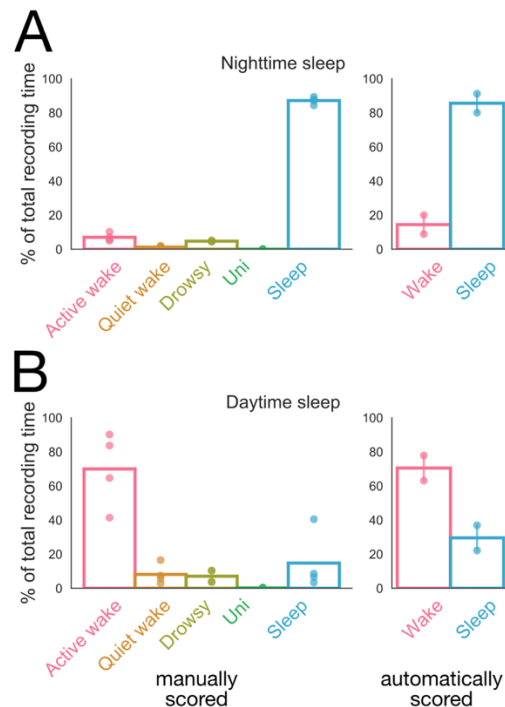 A
Nighttime sleep
% of total recording time
100
80
60
40
20
0
Active wake
Quiet wake
Drowsy
Uni
Sleep
100
80
60
40
20
0
Wake
Sleep
B
Daytime sleep
% of total recording time
100
80
60
40
20
0
Active wake
Quiet wake
Drowsy
Uni
Sleep
100
80
60
40
20
0
Wake
Sleep
manually
scored
automatically
scored